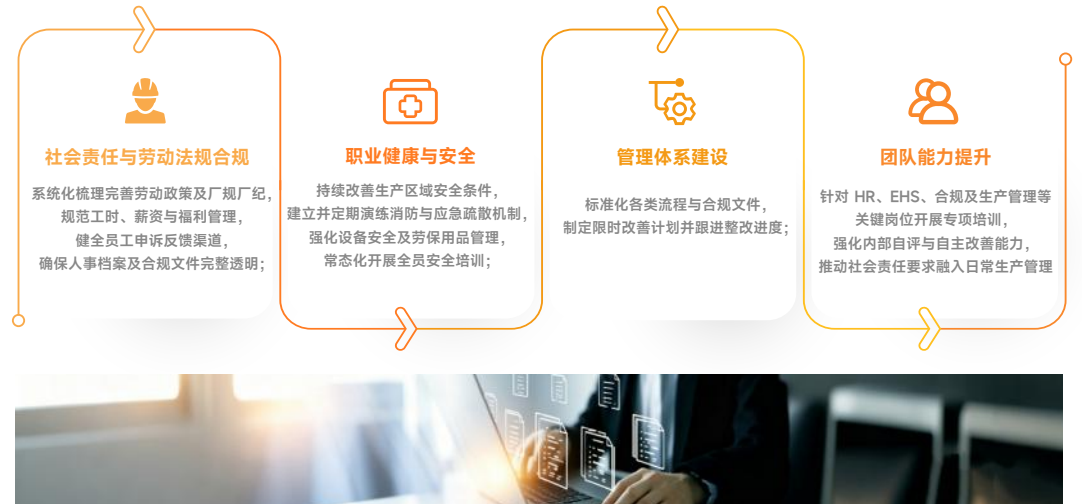 社会责任与劳动法规合规
系统化梳理完善劳动政策及厂规厂纪，
规范工时、薪资与福利管理，
健全员工申诉反馈渠道，
确保人事档案及合规文件完整透明；
职业健康与安全
持续改善生产区域安全条件，
建立并定期演练消防与应急疏散机制，
强化设备安全及劳保用品管理，
常态化开展全员安全培训；
管理体系建设
标准化各类流程与合规文件，
制定限时改善计划并跟进整改进度；
团队能力提升
针对 HR、EHS、合规及生产管理等
关键岗位开展专项培训，
强化内部自评与自主改善能力，
推动社会责任要求融入日常生产管理